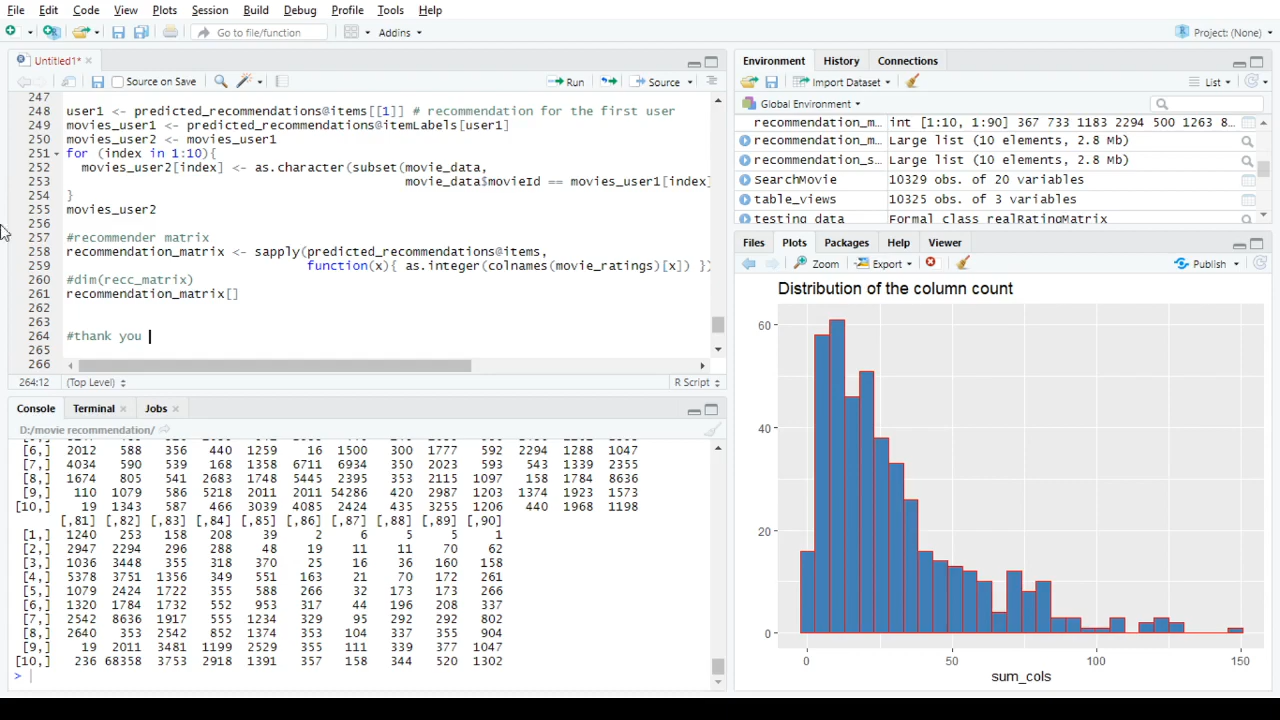 File Edit Code View Plots Session Build Debug Profile Tools Help
Go to file/function Addins Project: (None)
Untitled1*
Source on Save Run Source
247
248 user1 <- predicted_recommendations@items[[1]] # recommendation for the first user
249 movies_user1 <- predicted_recommendations@itemLabels[user1]
250 movies_user2 <- movies_user1
251 for (index in 1:10){
252 movies_user2[index] <- as.character(subset(movie_data,
253 movie_data$movieId == movies_user1[index]
254 }
255 movies_user2
256
257 #recommender matrix
258 recommendation_matrix <- sapply(predicted_recommendations@items,
259 function(x){ as.integer(colnames(movie_ratings)[x]) })
260 #dim(recc_matrix)
261 recommendation_matrix[]
262
263
264 #thank you
265
266
264:12 (Top Level) R Script
Console Terminal Jobs
D:/movie recommendation/
[6,] 2012 588 356 440 1259 16 1500 300 1777 592 2294 1288 1047
[7,] 4034 590 539 168 1358 6711 6934 350 2023 593 543 1339 2355
[8,] 1674 805 541 2683 1748 5445 2395 353 2115 1097 158 1784 8636
[9,] 110 1079 586 5218 2011 2011 54286 420 2987 1203 1374 1923 1573
[10,] 19 1343 587 466 3039 4085 2424 435 3255 1206 440 1968 1198
[,81] [,82] [,83] [,84] [,85] [,86] [,87] [,88] [,89] [,90]
[1,] 1240 253 158 208 39 2 6 5 5 1
[2,] 2947 2294 296 288 48 19 11 11 70 62
[3,] 1036 3448 355 318 370 25 16 36 160 158
[4,] 5378 3751 1356 349 551 163 21 70 172 261
[5,] 1079 2424 1722 355 588 266 32 173 173 266
[6,] 1320 1784 1732 552 953 317 44 196 208 337
[7,] 2542 8636 1917 555 1234 329 95 292 292 802
[8,] 2640 353 2542 852 1374 353 104 337 355 904
[9,] 19 2011 3481 1199 2529 355 111 339 377 1047
[10,] 236 68358 3753 2918 1391 357 158 344 520 1302
>
Environment History Connections
Import Dataset List
Global Environment
recommendation_m… int [1:10, 1:90] 367 733 1183 2294 500 1263 8…
recommendation_m… Large list (10 elements, 2.8 Mb)
recommendation_s… Large list (10 elements, 2.8 Mb)
SearchMovie 10329 obs. of 20 variables
table_views 10325 obs. of 3 variables
testing_data Formal class realRatingMatrix
Files Plots Packages Help Viewer
Zoom Export Publish
Distribution of the column count
60
40
20
0
0 50 100 150
sum_cols